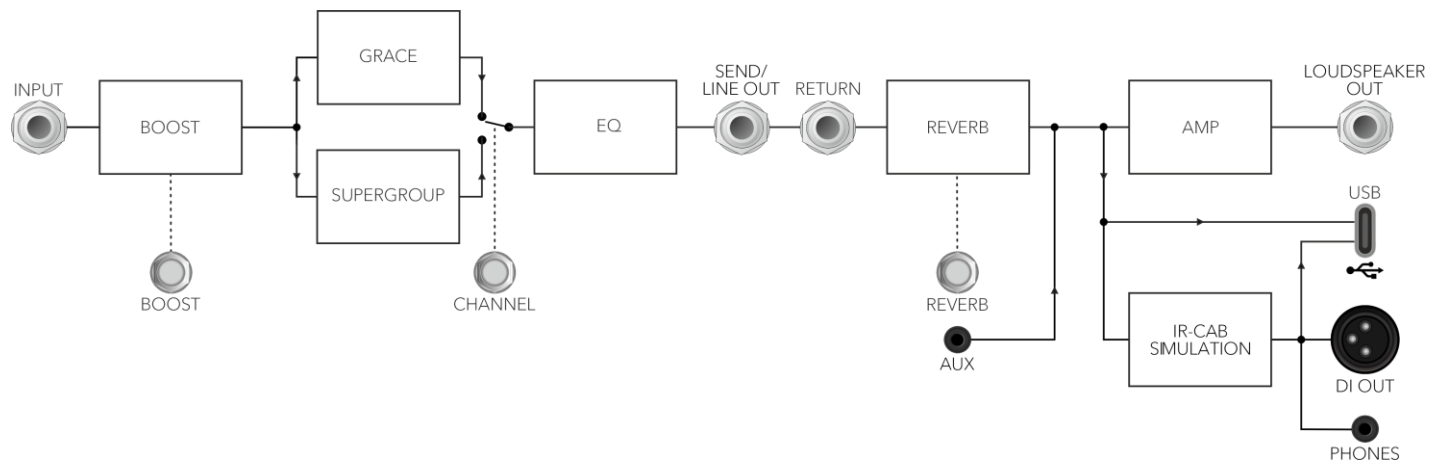 INPUT
BOOST
BOOST
GRACE
SUPERGROUP
CHANNEL
EQ
SEND/
LINE OUT
RETURN
REVERB
REVERB
AUX
AMP
LOUDSPEAKER
OUT
USB
IR-CAB
SIMULATION
DI OUT
PHONES